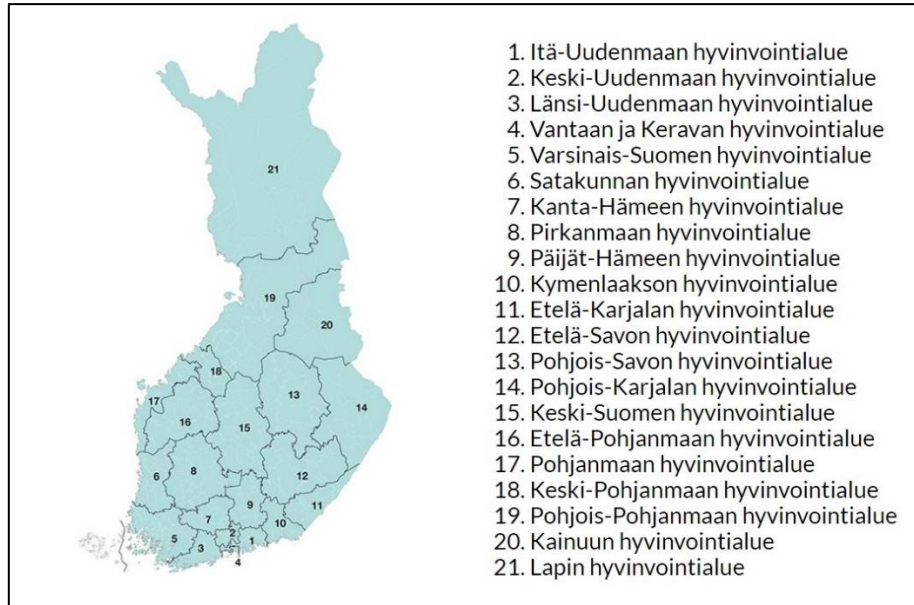 21
19
20
18
17
13
14
16
15
6
8
12
9
11
7
10
5
3
2
1
4
1. Itä-Uudenmaan hyvinvointialue
2. Keski-Uudenmaan hyvinvointialue
3. Länsi-Uudenmaan hyvinvointialue
4. Vantaan ja Keravan hyvinvointialue
5. Varsinais-Suomen hyvinvointialue
6. Satakunnan hyvinvointialue
7. Kanta-Hämeen hyvinvointialue
8. Pirkanmaan hyvinvointialue
9. Päijät-Hämeen hyvinvointialue
10. Kymenlaakson hyvinvointialue
11. Etelä-Karjalan hyvinvointialue
12. Etelä-Savon hyvinvointialue
13. Pohjois-Savon hyvinvointialue
14. Pohjois-Karjalan hyvinvointialue
15. Keski-Suomen hyvinvointialue
16. Etelä-Pohjanmaan hyvinvointialue
17. Pohjanmaan hyvinvointialue
18. Keski-Pohjanmaan hyvinvointialue
19. Pohjois-Pohjanmaan hyvinvointialue
20. Kainuun hyvinvointialue
21. Lapin hyvinvointialue